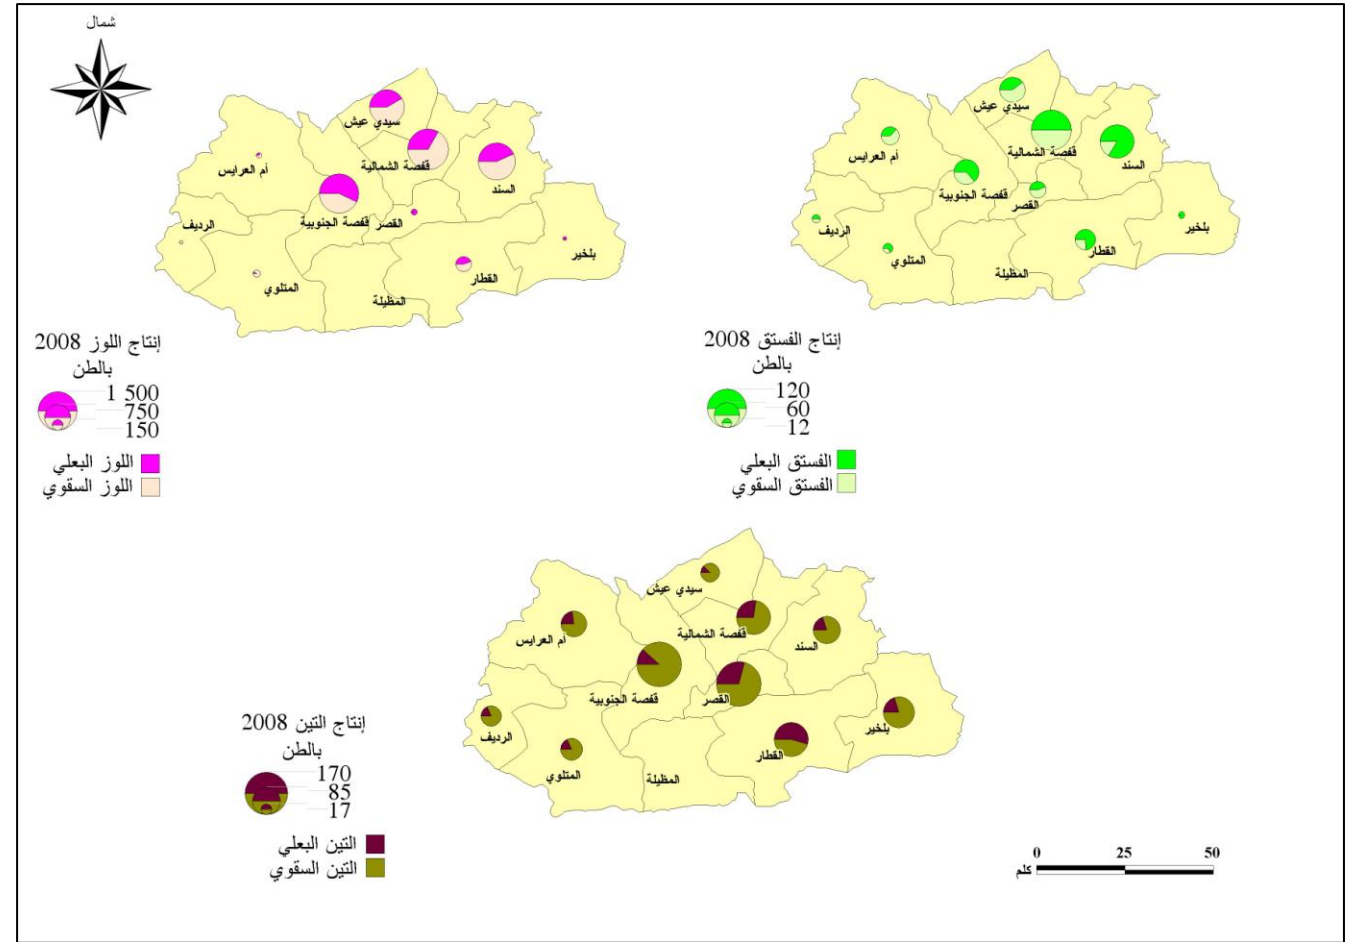 شمال
سيدي عيش
قفصة الشمالية
أم العرايس
السند
قفصة الجنوبية
القصر
الرديف
بلخير
القطار
المتلوي
المظيلة
إنتاج اللوز 2008
بالطن
1 500
750
150
اللوز البعلي
اللوز السقوي
سيدي عيش
قفصة الشمالية
أم العرايس
السند
قفصة الجنوبية
القصر
الرديف
بلخير
القطار
المتلوي
المظيلة
إنتاج الفستق 2008
بالطن
120
60
12
الفستق البعلي
الفستق السقوي
سيدي عيش
قفصة الشمالية
أم العرايس
السند
قفصة الجنوبية
القصر
الرديف
بلخير
القطار
المتلوي
المظيلة
إنتاج التين 2008
بالطن
170
85
17
التين البعلي
التين السقوي
0 25 50
كلم